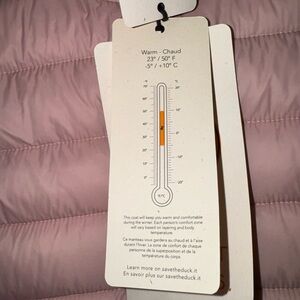 Warm - Chaud
23° / 50° F
-5° / +10° C
This coat will keep you warm and comfortable
during the winter. Each person's comfort zone
will vary based on layering and body
temperature.
Ce manteau vous gardera au chaud et à l'aise
durant l'hiver. La zone de confort de chaque
personne de la superposition et de la
température du corps.
Learn more on savetheduck.it
En savoir plus sur savetheduck.it